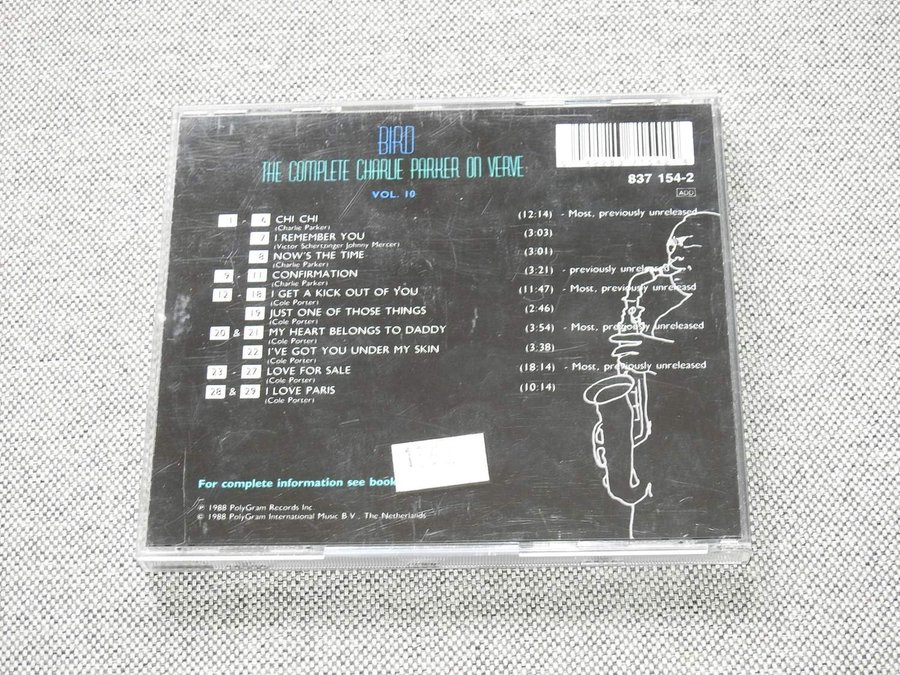 BIRD
THE COMPLETE CHARLIE PARKER ON VERVE
VOL. 10
837 154-2
ADD
1 - 6 CHI CHI (12:14) - Most, previously unreleased
(Charlie Parker)
7 I REMEMBER YOU (3:03)
(Victor Schertzinger Johnny Mercer)
8 NOW'S THE TIME (3:01)
(Charlie Parker)
9 - 11 CONFIRMATION (3:21) - previously unreleased
(Charlie Parker)
12 - 18 I GET A KICK OUT OF YOU (11:47) - Most, previously unreleased
(Cole Porter)
19 JUST ONE OF THOSE THINGS (2:46)
(Cole Porter)
20 & 21 MY HEART BELONGS TO DADDY (3:54) - Most, previously unreleased
(Cole Porter)
22 I'VE GOT YOU UNDER MY SKIN (3:38)
(Cole Porter)
23 - 27 LOVE FOR SALE (18:14) - Most, previously unreleased
(Cole Porter)
28 & 29 I LOVE PARIS (10:14)
(Cole Porter)
For complete information see book
℗ 1988 PolyGram Records Inc
© 1988 PolyGram International Music B.V., The Netherlands